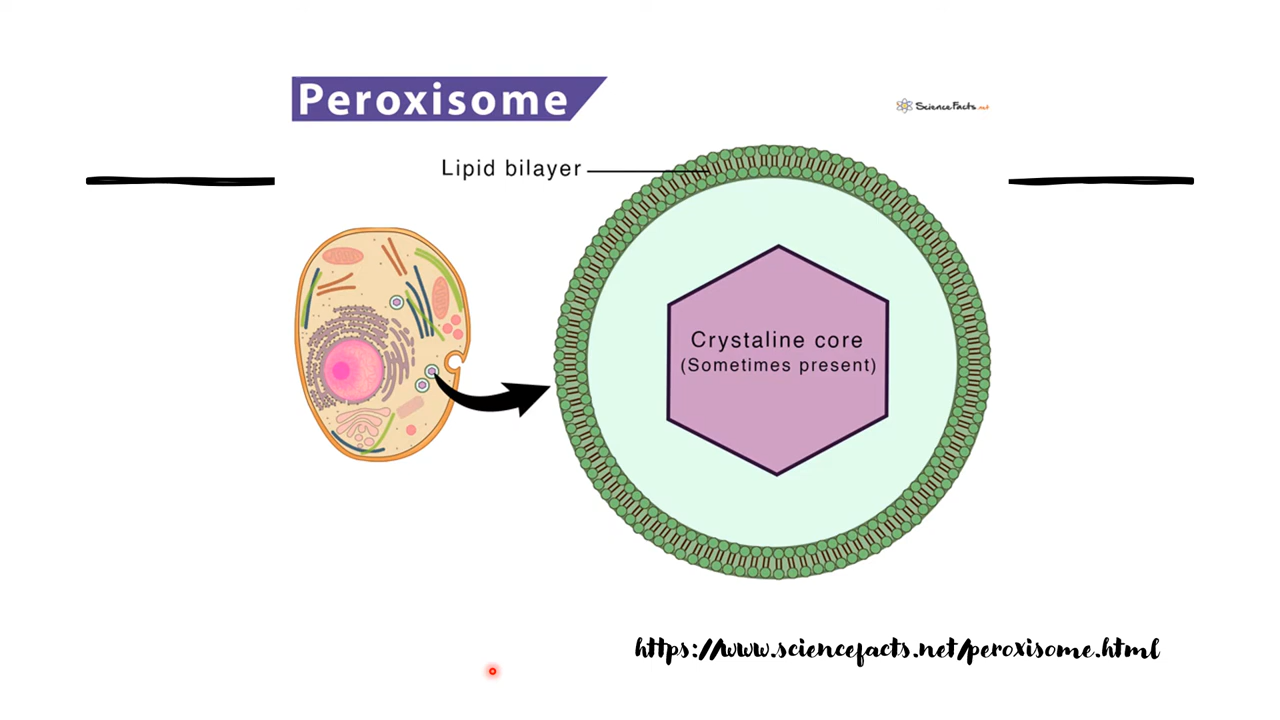 Peroxisome
ScienceFacts.net
Lipid bilayer
Crystaline core
(Sometimes present)
https://www.sciencefacts.net/peroxisome.html